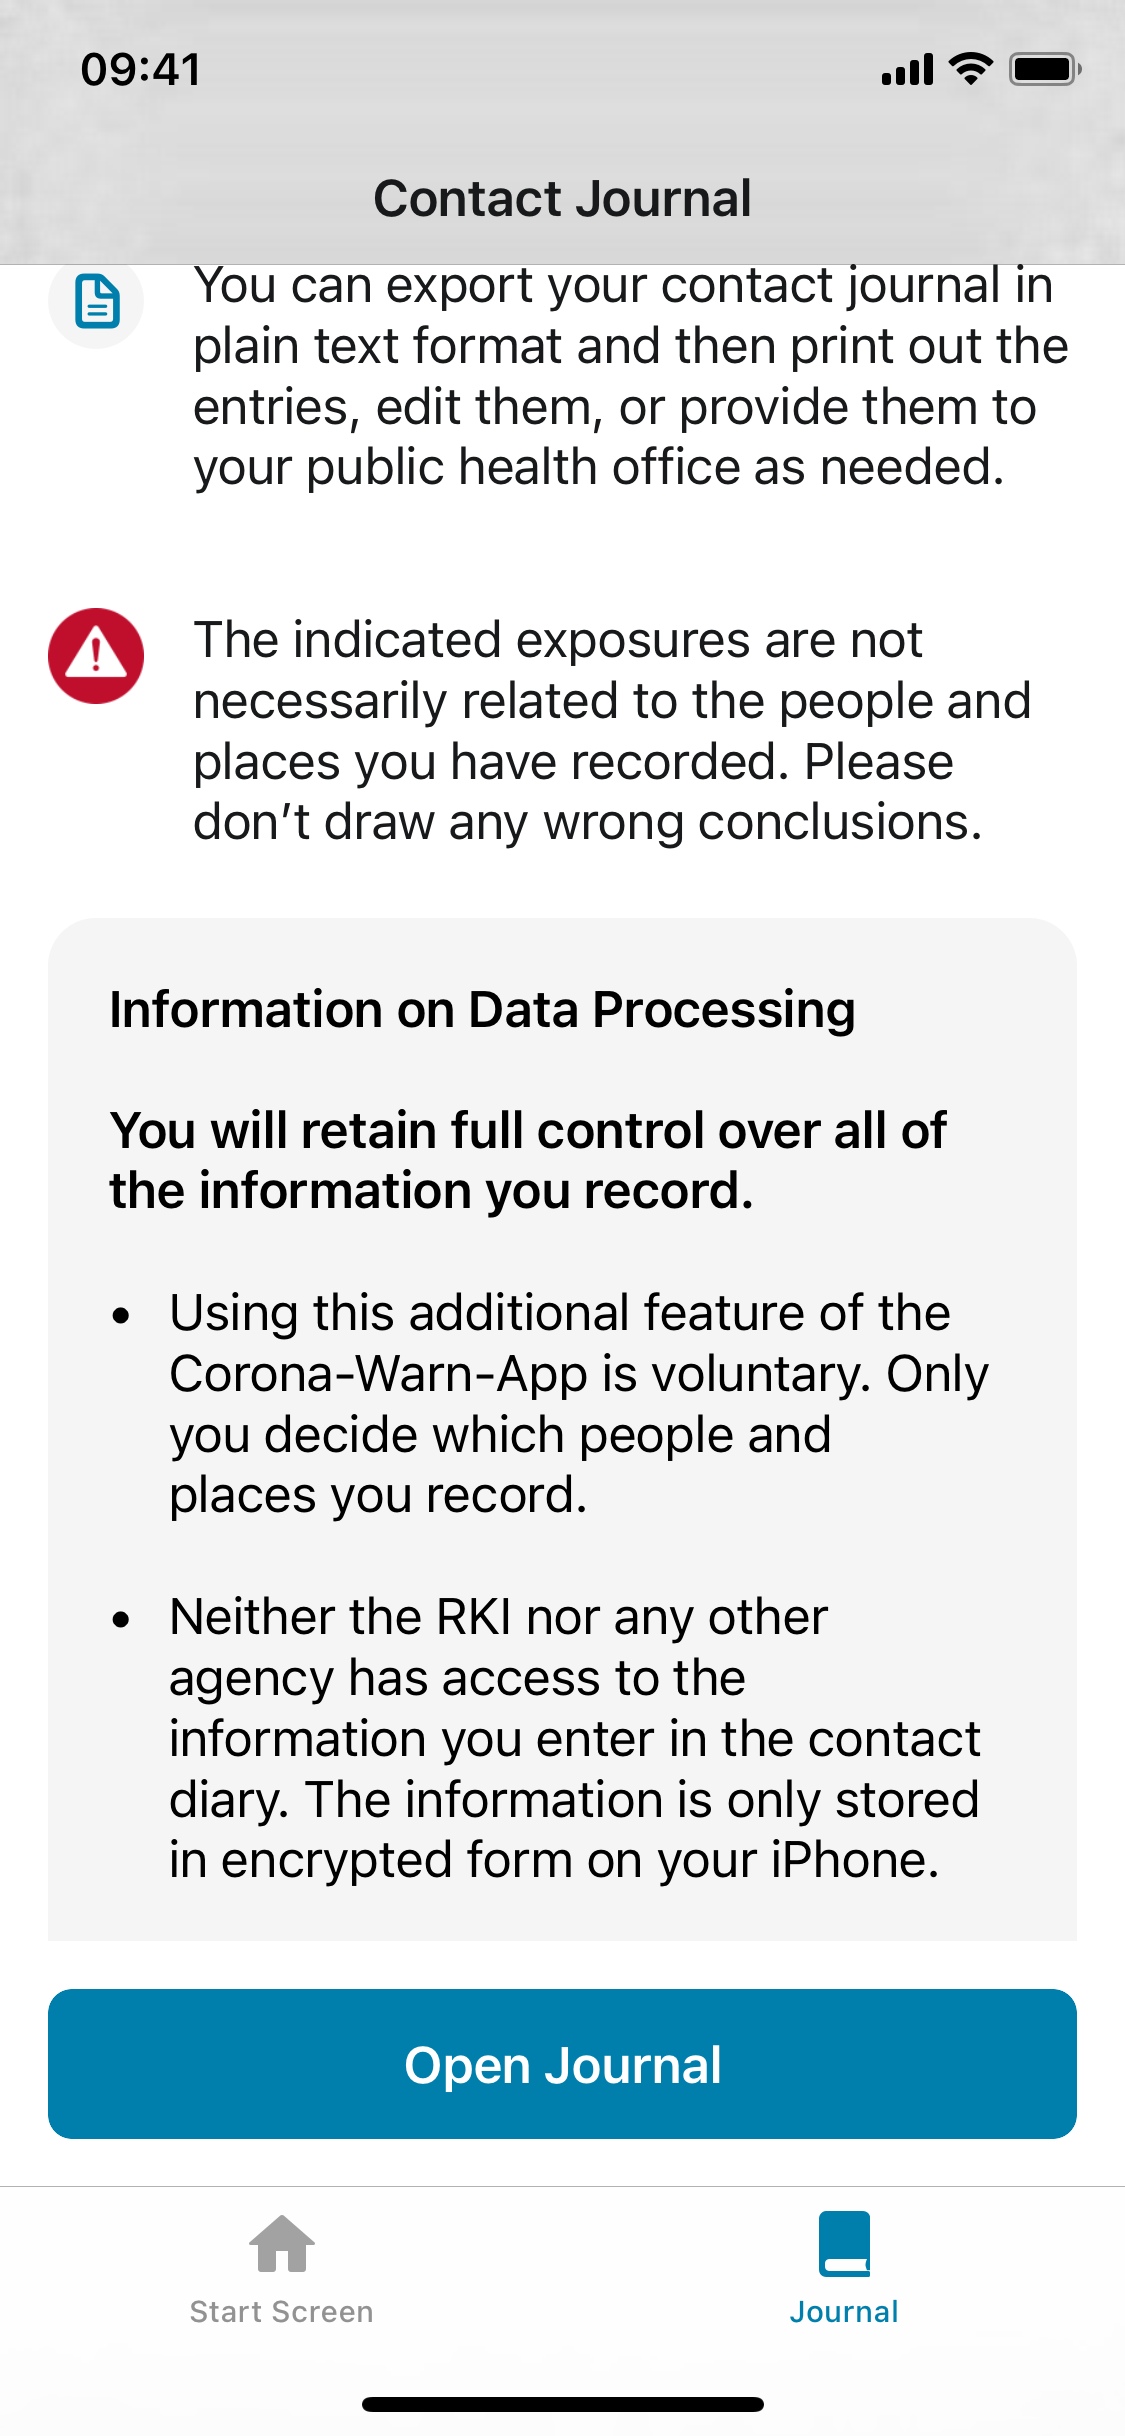 09:41
Contact Journal
You can export your contact journal in
plain text format and then print out the
entries, edit them, or provide them to
your public health office as needed.
The indicated exposures are not
necessarily related to the people and
places you have recorded. Please
don’t draw any wrong conclusions.
Information on Data Processing
You will retain full control over all of
the information you record.
• Using this additional feature of the
Corona-Warn-App is voluntary. Only
you decide which people and
places you record.
• Neither the RKI nor any other
agency has access to the
information you enter in the contact
diary. The information is only stored
in encrypted form on your iPhone.
Open Journal
Start Screen
Journal